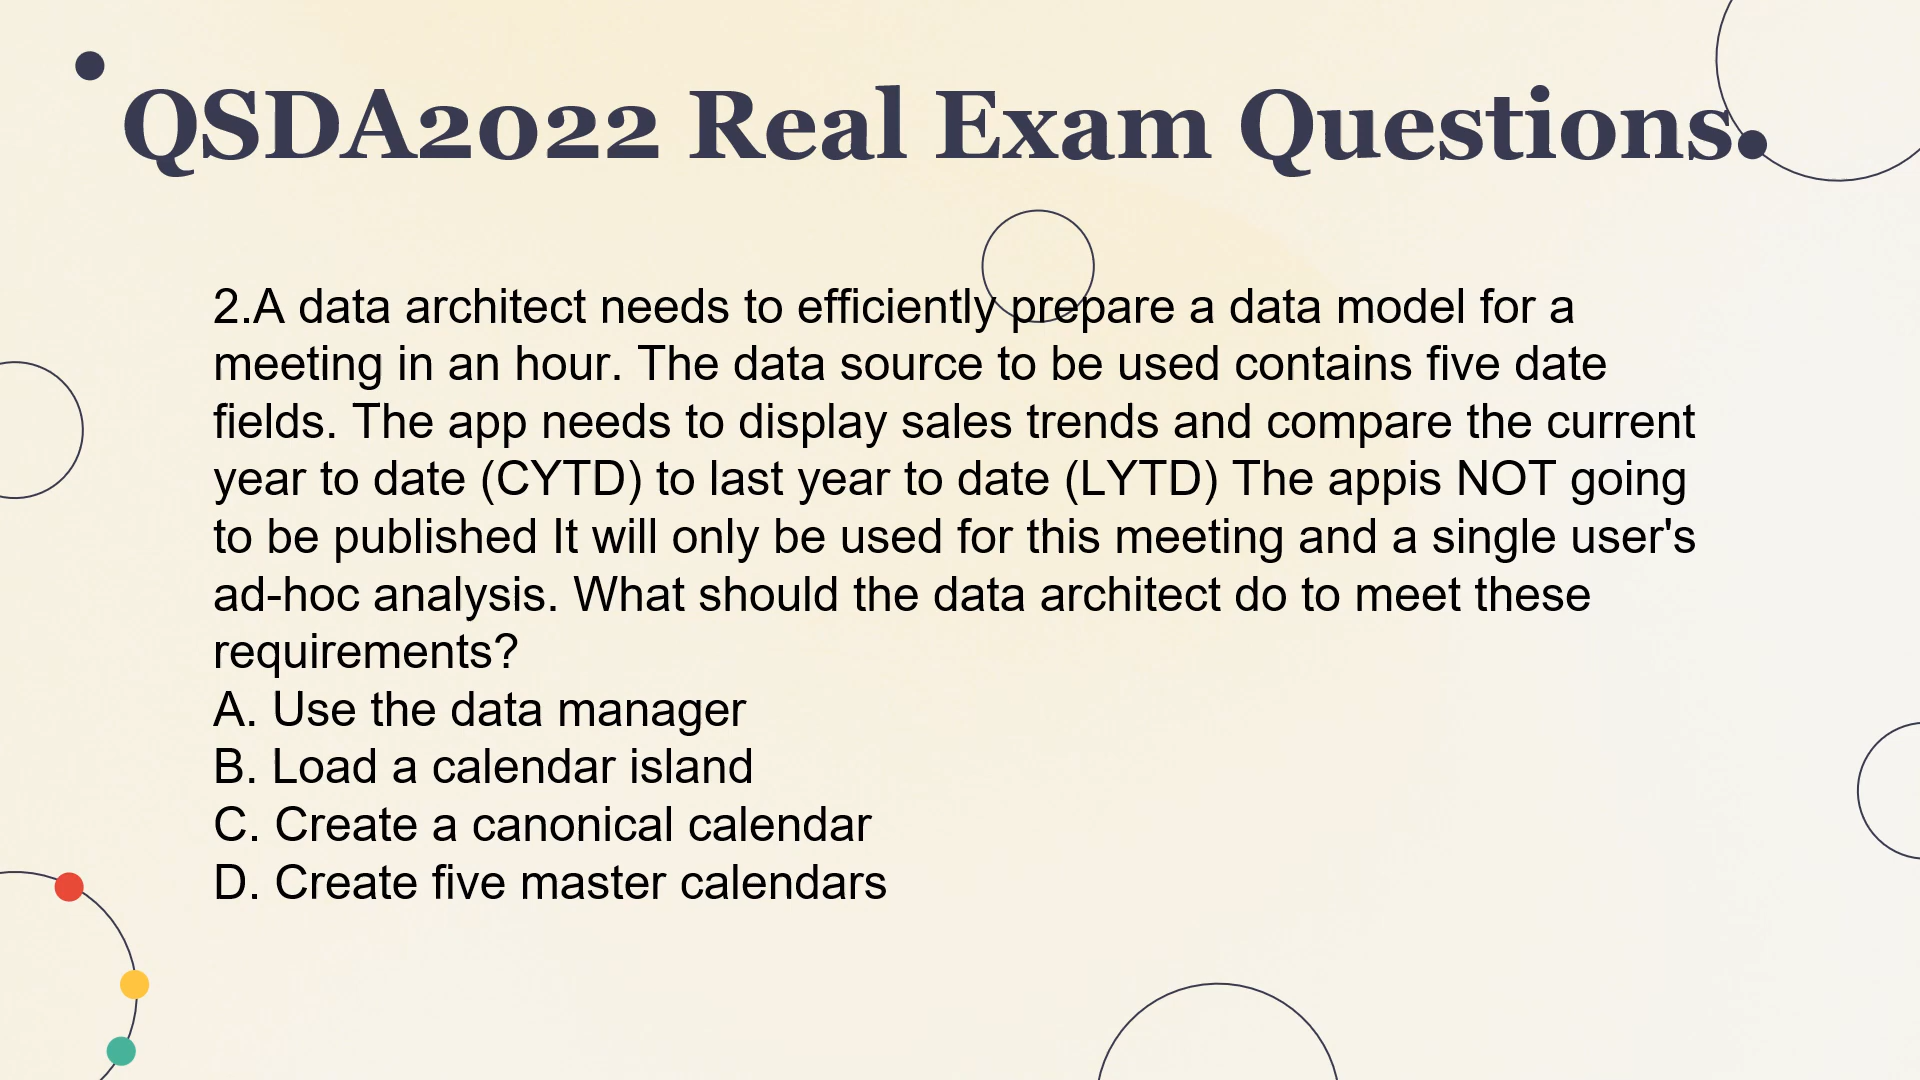 QSDA2022 Real Exam Questions.
2.A data architect needs to efficiently prepare a data model for a
meeting in an hour. The data source to be used contains five date
fields. The app needs to display sales trends and compare the current
year to date (CYTD) to last year to date (LYTD) The appis NOT going
to be published It will only be used for this meeting and a single user's
ad-hoc analysis. What should the data architect do to meet these
requirements?
A. Use the data manager
B. Load a calendar island
C. Create a canonical calendar
D. Create five master calendars